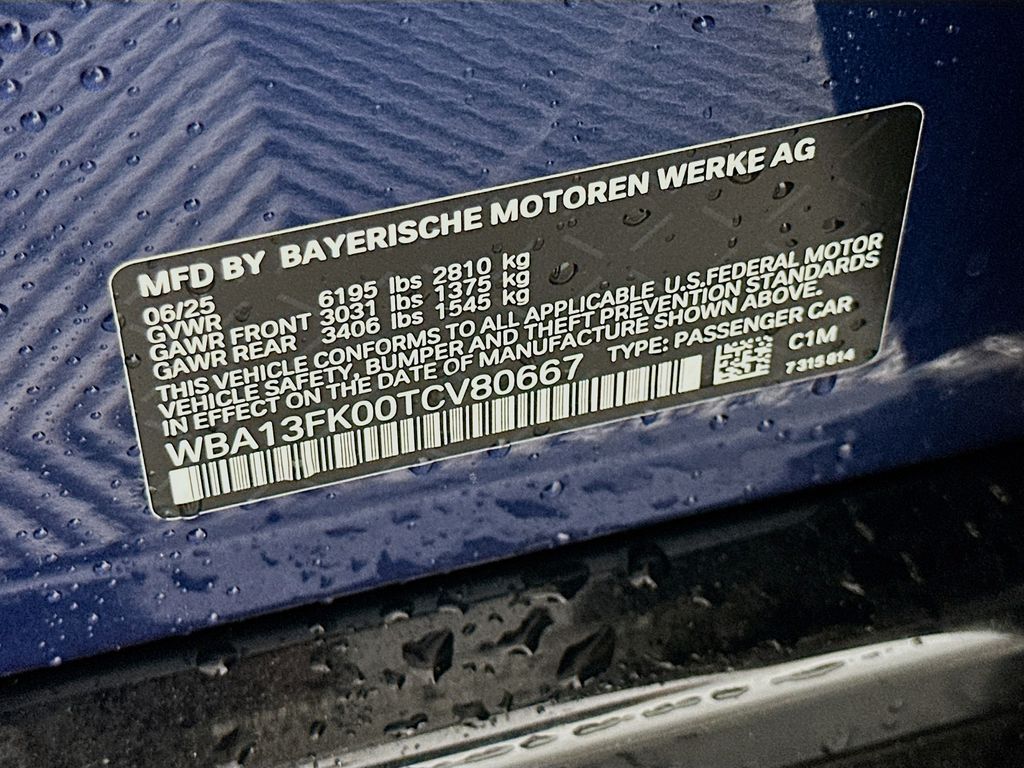 MFD BY BAYERISCHE MOTOREN WERKE AG
06/25
GVWR 6195 lbs 2810 kg
GAWR FRONT 3031 lbs 1375 kg
GAWR REAR 3406 lbs 1545 kg
THIS VEHICLE CONFORMS TO ALL APPLICABLE U.S.FEDERAL MOTOR
VEHICLE SAFETY, BUMPER AND THEFT PREVENTION STANDARDS
IN EFFECT ON THE DATE OF MANUFACTURE SHOWN ABOVE.
WBA13FK00TCV80667 TYPE: PASSENGER CAR
C1M
7315614